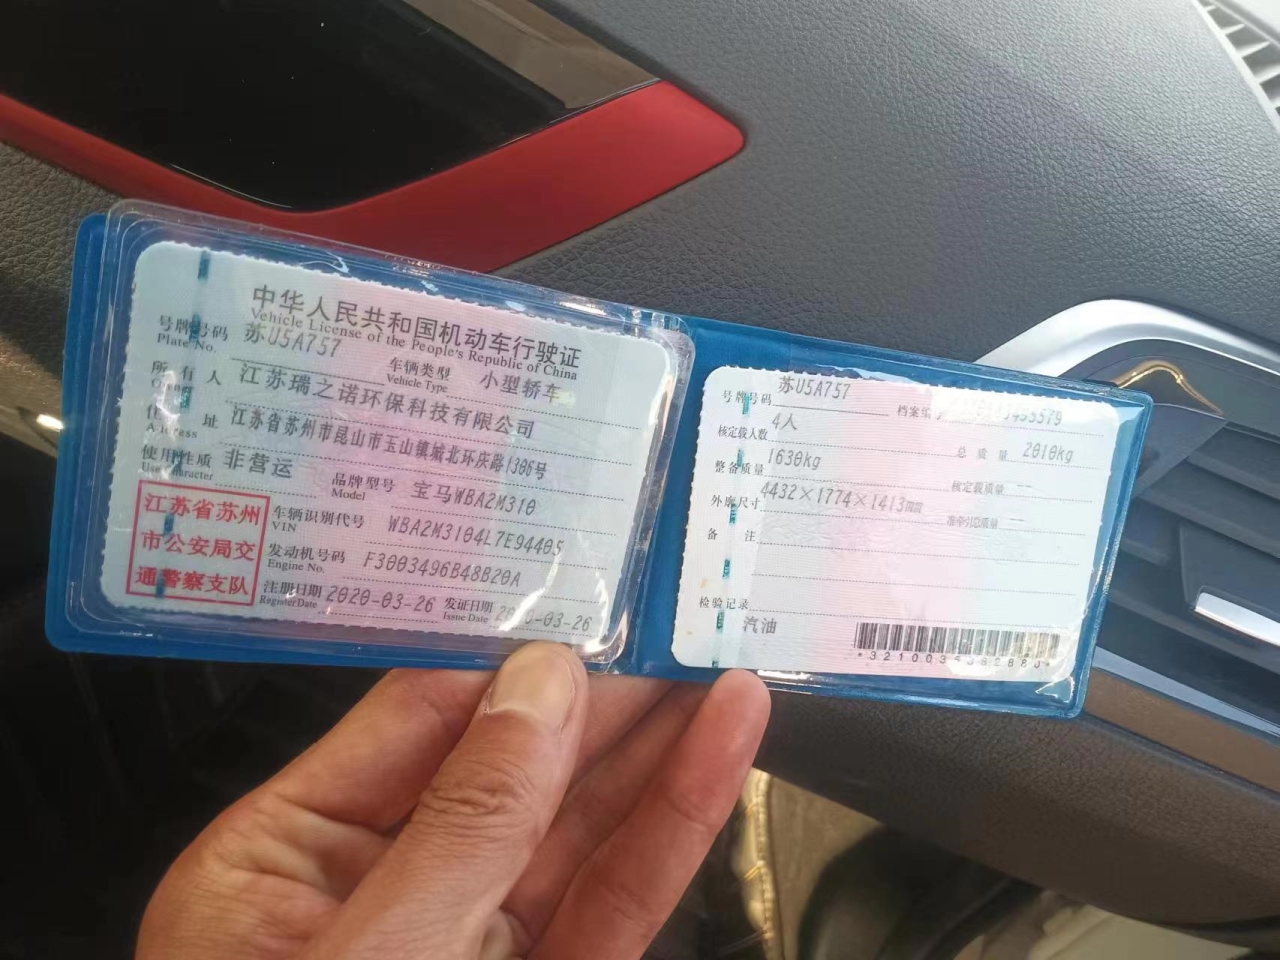 中华人民共和国机动车行驶证
Vehicle License of the People's Republic of China
号牌号码 苏U5A757 车辆类型 小型轿车
Plate No. Vehicle Type
所有人 江苏瑞之诺环保科技有限公司
住址 江苏省苏州市昆山市玉山镇城北环庆路1306号
Address
使用性质 非营运 品牌型号 宝马WBA2M310
Use Character Model
江苏省苏州
市公安局交
通警察支队
车辆识别代号 WBA2M3104L7E94405
VIN
发动机号码 F3003496B48B20A
Engine No.
注册日期 2020-03-26 发证日期 2020-03-26
Register Date Issue Date
号牌号码 苏U5A757 档案编号
核定载人数 4人 总质量 2010kg
整备质量 1630kg 核定载质量 --
外廓尺寸 4432×1774×1413mm 准牵引总质量 --
备注
检验记录
汽油